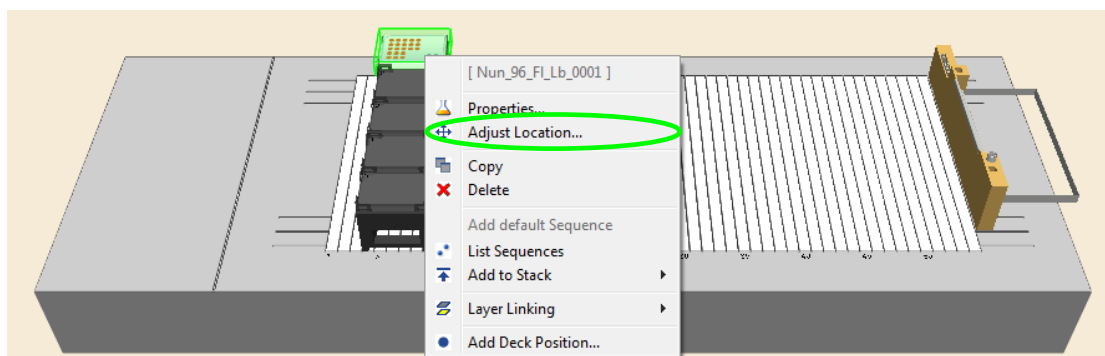 [ Nun_96_Fl_Lb_0001 ]
Properties...
Adjust Location...
Copy
Delete
Add default Sequence
List Sequences
Add to Stack
Layer Linking
Add Deck Position...